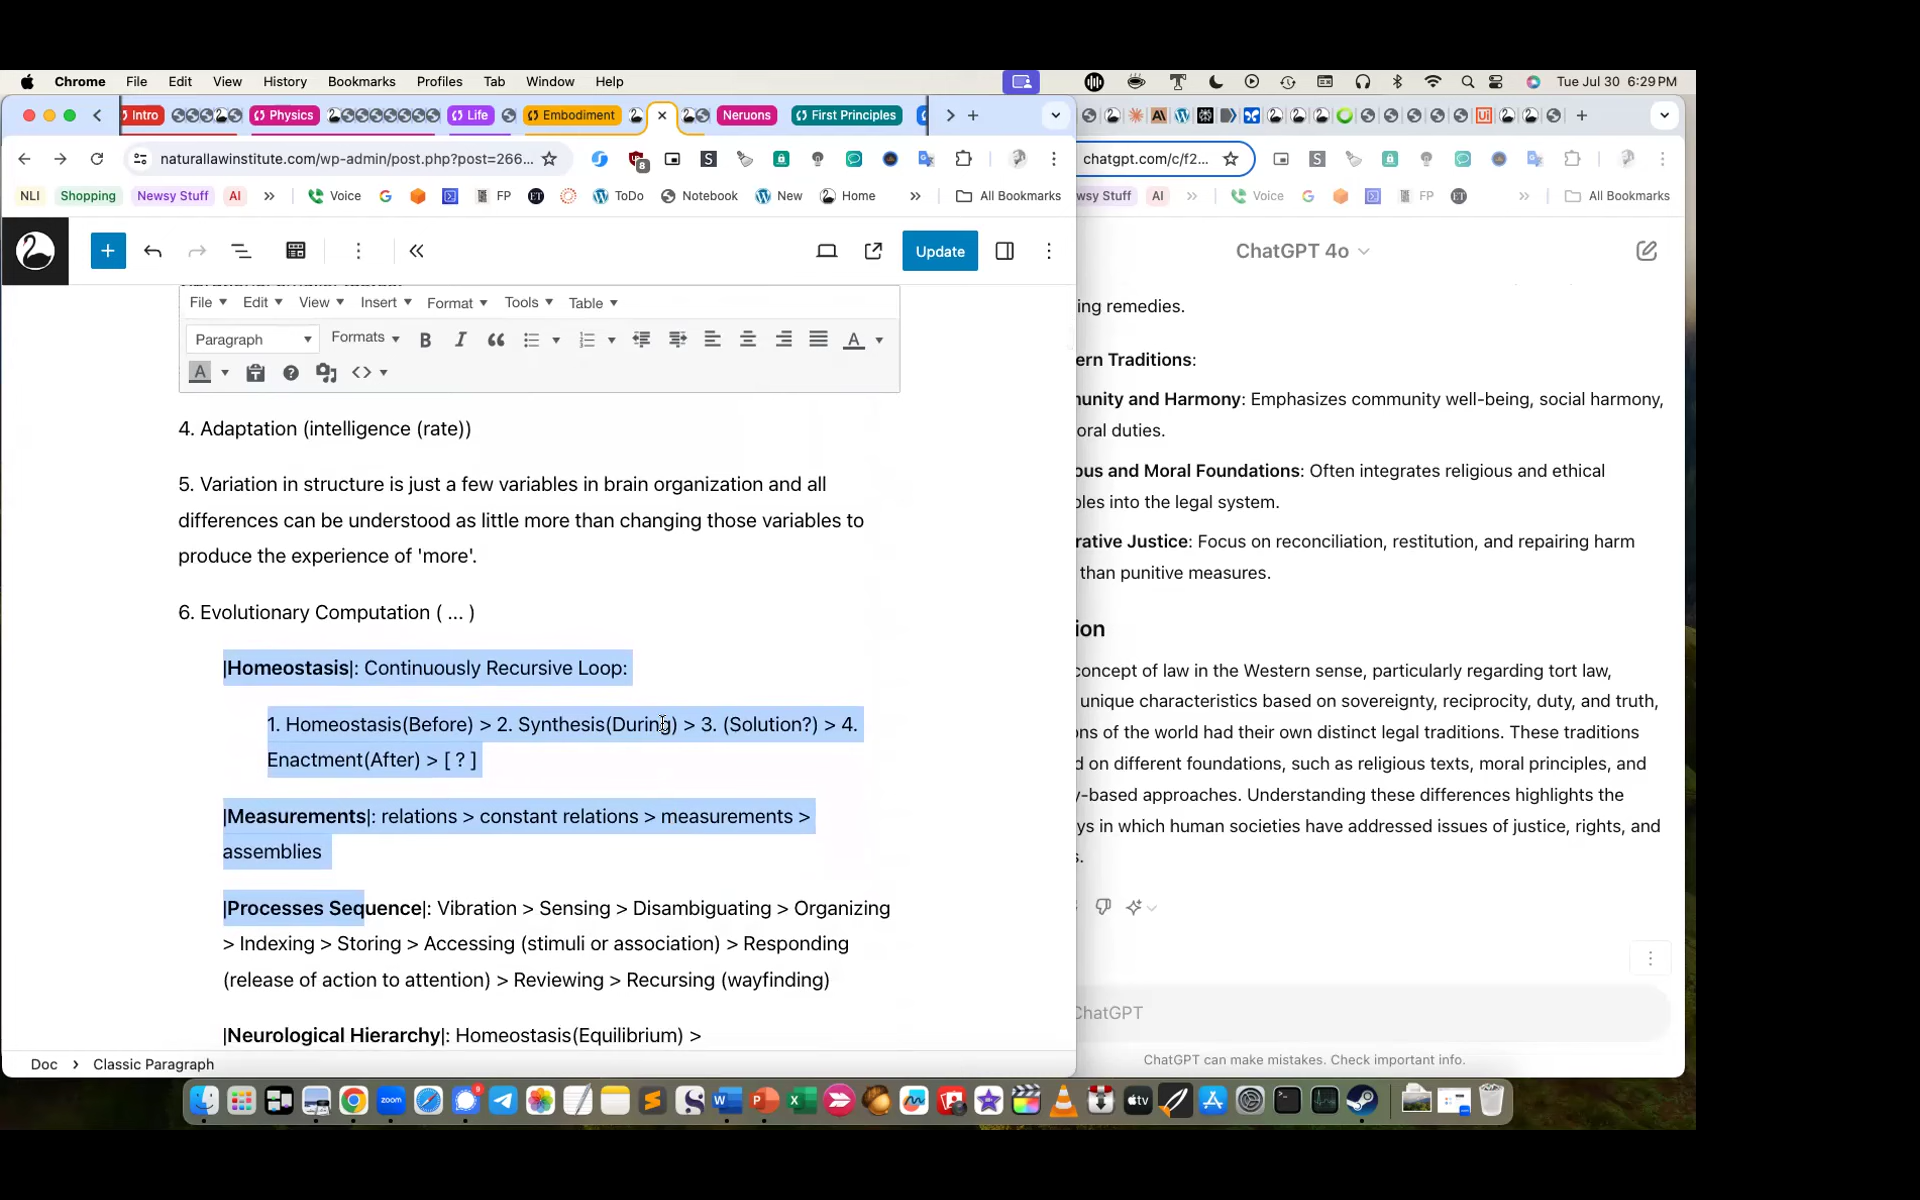 Chrome File Edit View History Bookmarks Profiles Tab Window Help
Tue Jul 30 6:29 PM
Intro Physics Life Embodiment Neruons First Principles
naturallawinstitute.com/wp-admin/post.php?post=266...
8
NLI Shopping Newsy Stuff AI » Voice FP ToDo Notebook New Home » All Bookmarks
Update
File Edit View Insert Format Tools Table
Paragraph Formats B I
A
A
4. Adaptation (intelligence (rate))
5. Variation in structure is just a few variables in brain organization and all
differences can be understood as little more than changing those variables to
produce the experience of 'more'.
6. Evolutionary Computation ( ... )
|Homeostasis|: Continuously Recursive Loop:
1. Homeostasis(Before) > 2. Synthesis(During) > 3. (Solution?) > 4.
Enactment(After) > [ ? ]
|Measurements|: relations > constant relations > measurements >
assemblies
|Processes Sequence|: Vibration > Sensing > Disambiguating > Organizing
> Indexing > Storing > Accessing (stimuli or association) > Responding
(release of action to attention) > Reviewing > Recursing (wayfinding)
|Neurological Hierarchy|: Homeostasis(Equilibrium) >
Doc > Classic Paragraph
chatgpt.com/c/f2...
wsy Stuff AI » Voice FP » All Bookmarks
ChatGPT 4o
ing remedies.
ern Traditions:
unity and Harmony: Emphasizes community well-being, social harmony,
oral duties.
ous and Moral Foundations: Often integrates religious and ethical
les into the legal system.
rative Justice: Focus on reconciliation, restitution, and repairing harm
than punitive measures.
ion
concept of law in the Western sense, particularly regarding tort law,
unique characteristics based on sovereignty, reciprocity, duty, and truth,
ons of the world had their own distinct legal traditions. These traditions
d on different foundations, such as religious texts, moral principles, and
y-based approaches. Understanding these differences highlights the
ys in which human societies have addressed issues of justice, rights, and
s.
ChatGPT
ChatGPT can make mistakes. Check important info.
zoom
tv